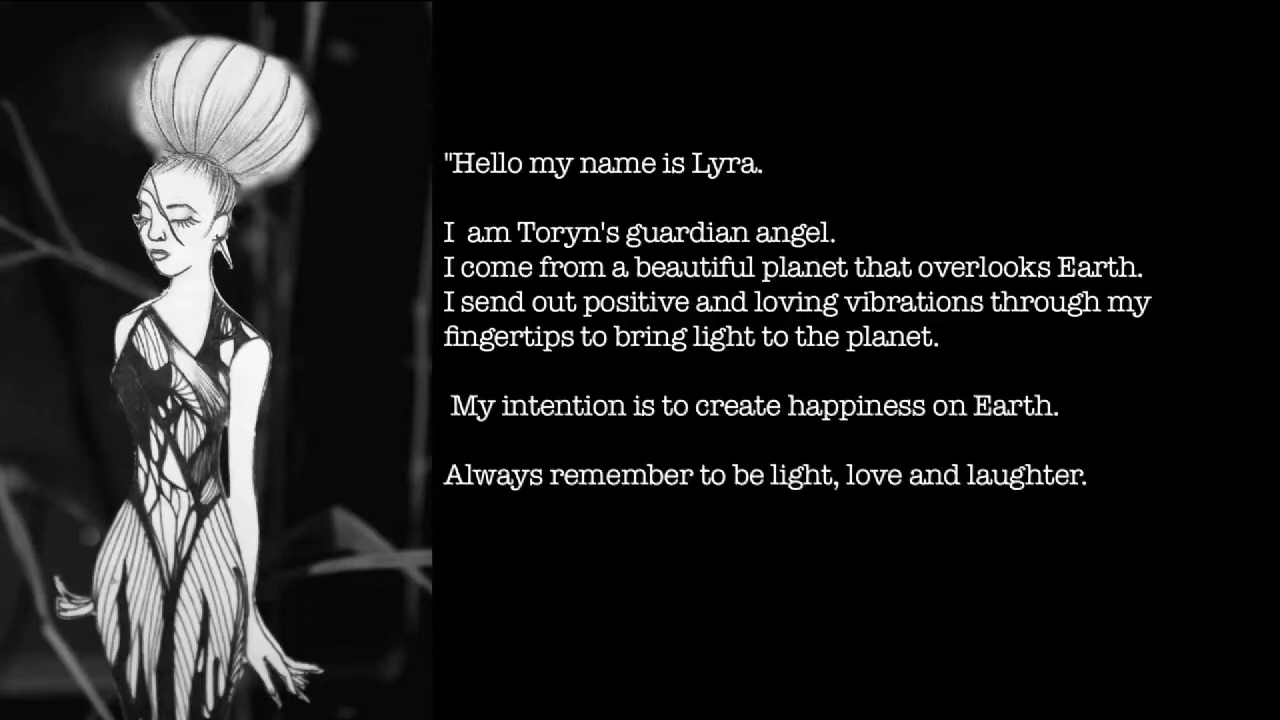 "Hello my name is Lyra.
I  am Toryn's guardian angel.
I come from a beautiful planet that overlooks Earth.
I send out positive and loving vibrations through my
fingertips to bring light to the planet.
My intention is to create happiness on Earth.
Always remember to be light, love and laughter.